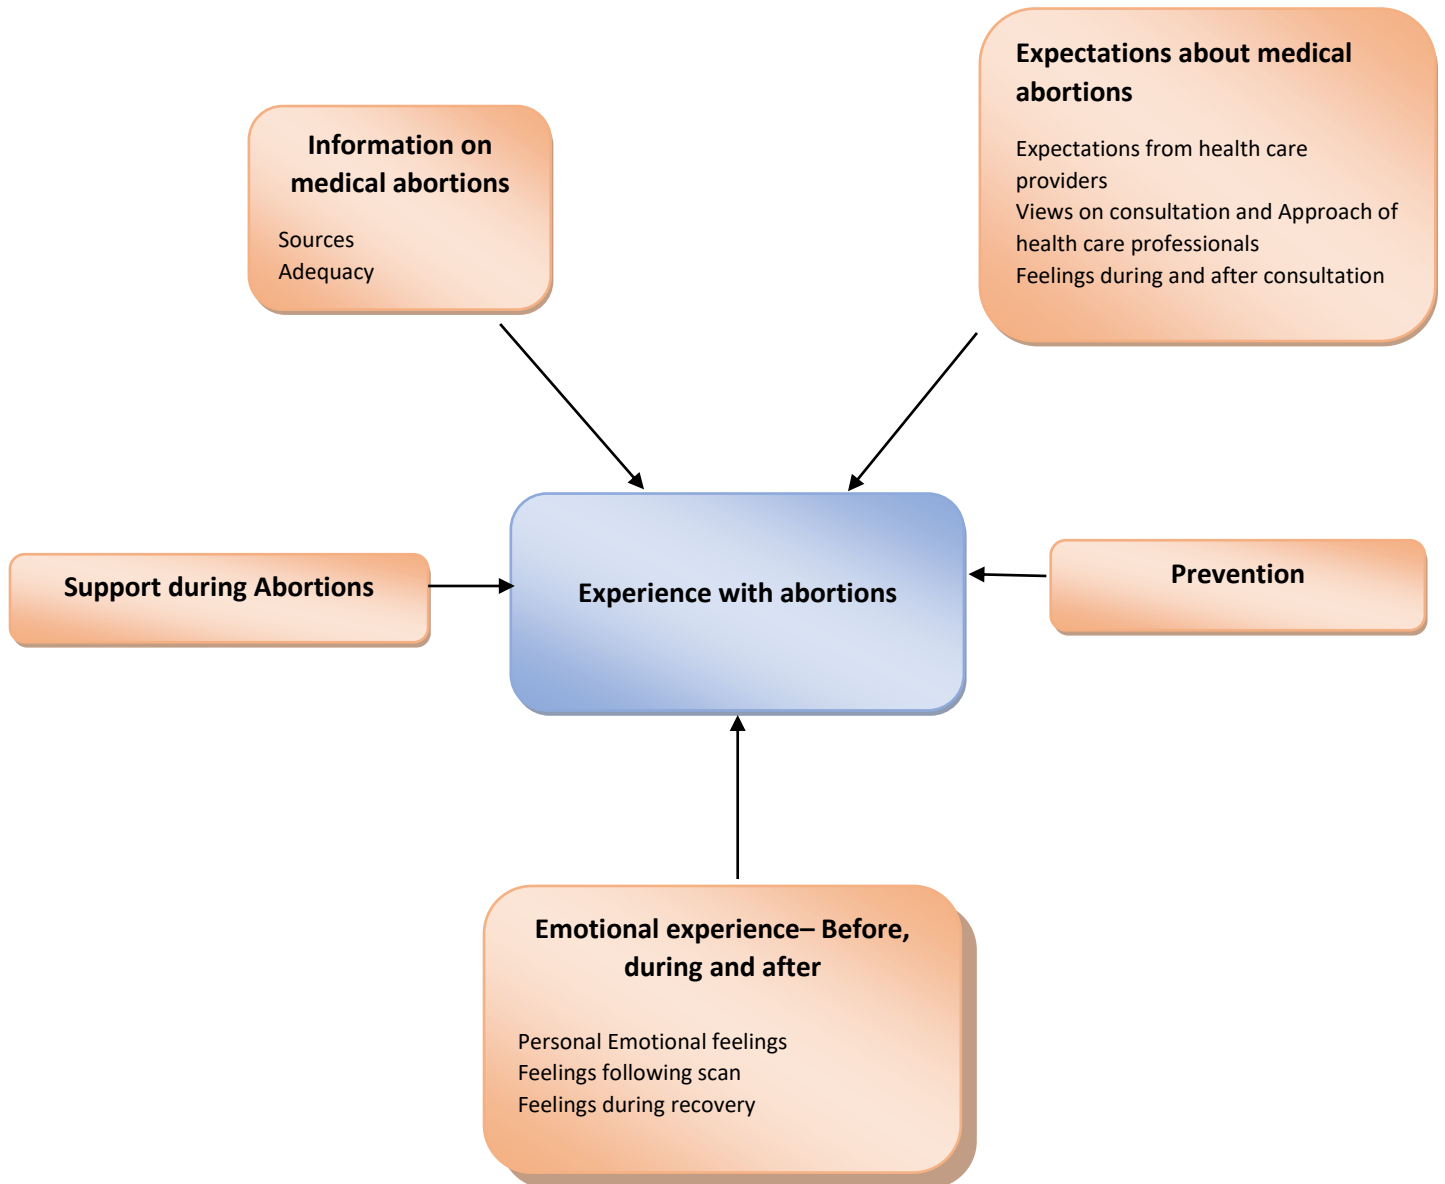 Expectations about medical
abortions
Expectations from health care
providers
Views on consultation and Approach of
health care professionals
Feelings during and after consultation
Information on
medical abortions
Sources
Adequacy
Support during Abortions
Experience with abortions
Prevention
Emotional experience– Before,
during and after
Personal Emotional feelings
Feelings following scan
Feelings during recovery